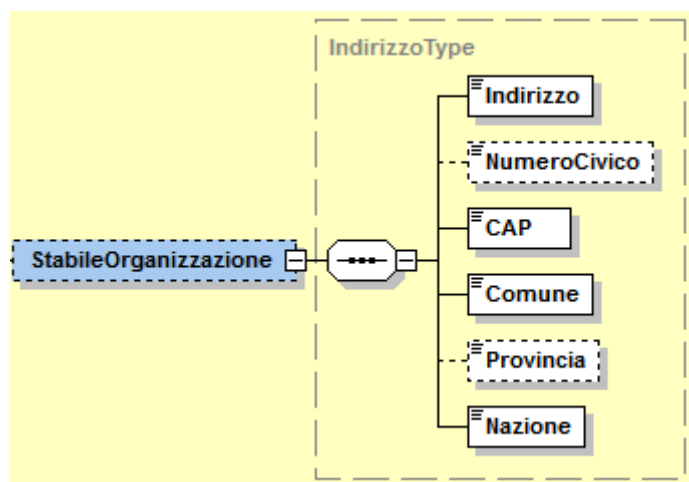 IndirizzoType
Indirizzo
NumeroCivico
CAP
StabileOrganizzazione
Comune
Provincia
Nazione